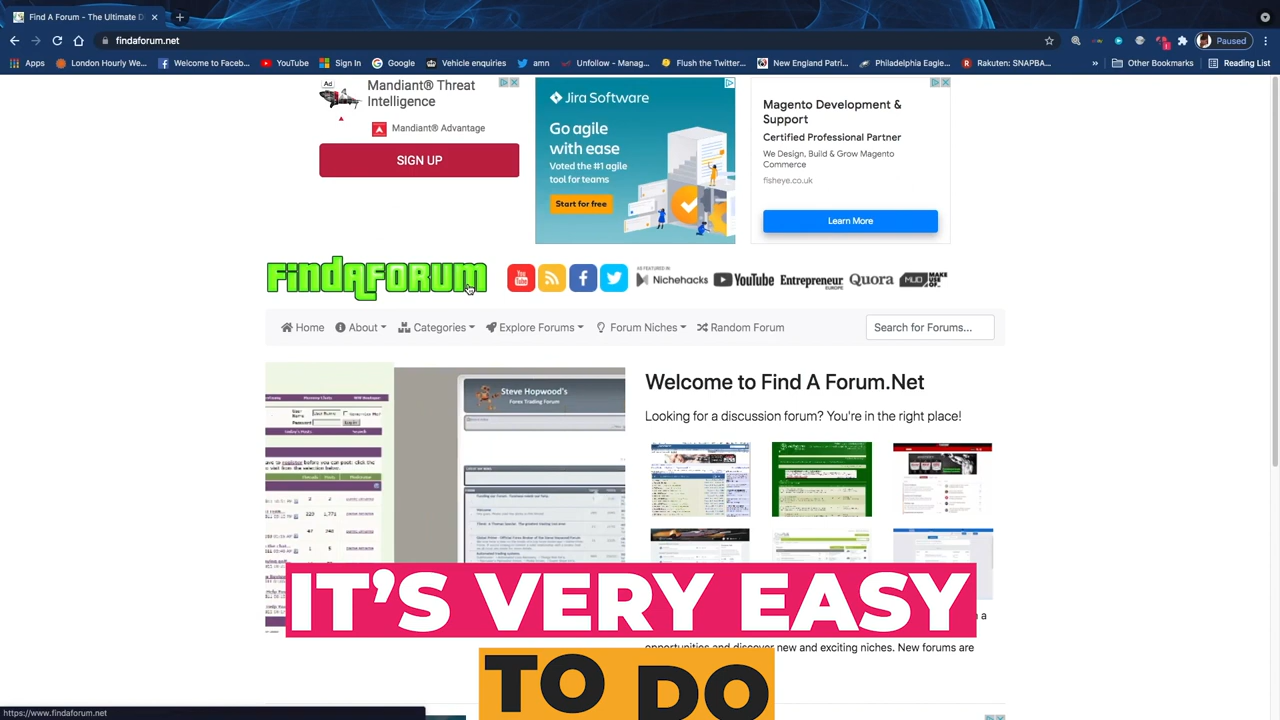 Find A Forum - The Ultimate D
findaforum.net
Paused
Apps
London Hourly We...
Welcome to Faceb...
YouTube
Sign In
Google
Vehicle enquiries
amn
Unfollow - Manag...
Flush the Twitter...
New England Patri...
Philadelphia Eagle...
Rakuten: SNAPBA...
»
Other Bookmarks
Reading List
Ad
Mandiant® Threat
Intelligence
Mandiant® Advantage
SIGN UP
Jira Software
Go agile
with ease
Voted the #1 agile
tool for teams
Start for free
Magento Development &
Support
Certified Professional Partner
We Design, Build & Grow Magento
Commerce
fisheye.co.uk
Learn More
FINDAFORUM
You Tube
AS FEATURED IN
Nichehacks
YouTube
Entrepreneur
EUROPE
Quora
MUO
MAKE
USE
OF_
Home
About
Categories
Explore Forums
Forum Niches
Random Forum
Search for Forums...
Steve Hopwood's
Forex Trading Forum
Welcome to Find A Forum.Net
Looking for a discussion forum? You're in the right place!
IT'S VERY EASY
a
opportunities and discover new and exciting niches. New forums are
TO DO
https://www.findaforum.net